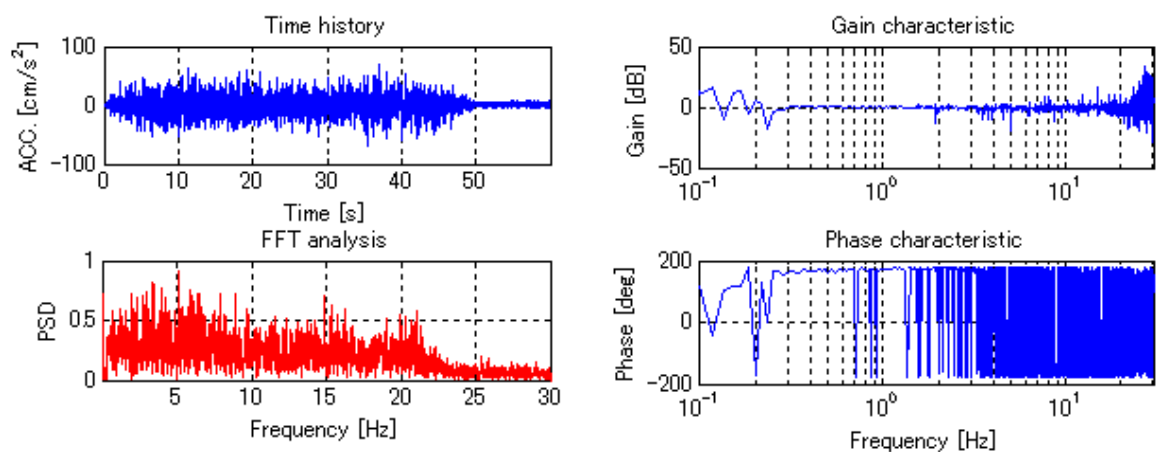 Time history
100
0
-100
ACC. [cm/s²]
0 10 20 30 40 50
Time [s]
Gain characteristic
50
0
-50
Gain [dB]
10⁻¹ 10⁰ 10¹
FFT analysis
1
0.5
0
PSD
5 10 15 20 25 30
Frequency [Hz]
Phase characteristic
200
0
-200
Phase [deg]
10⁻¹ 10⁰ 10¹
Frequency [Hz]